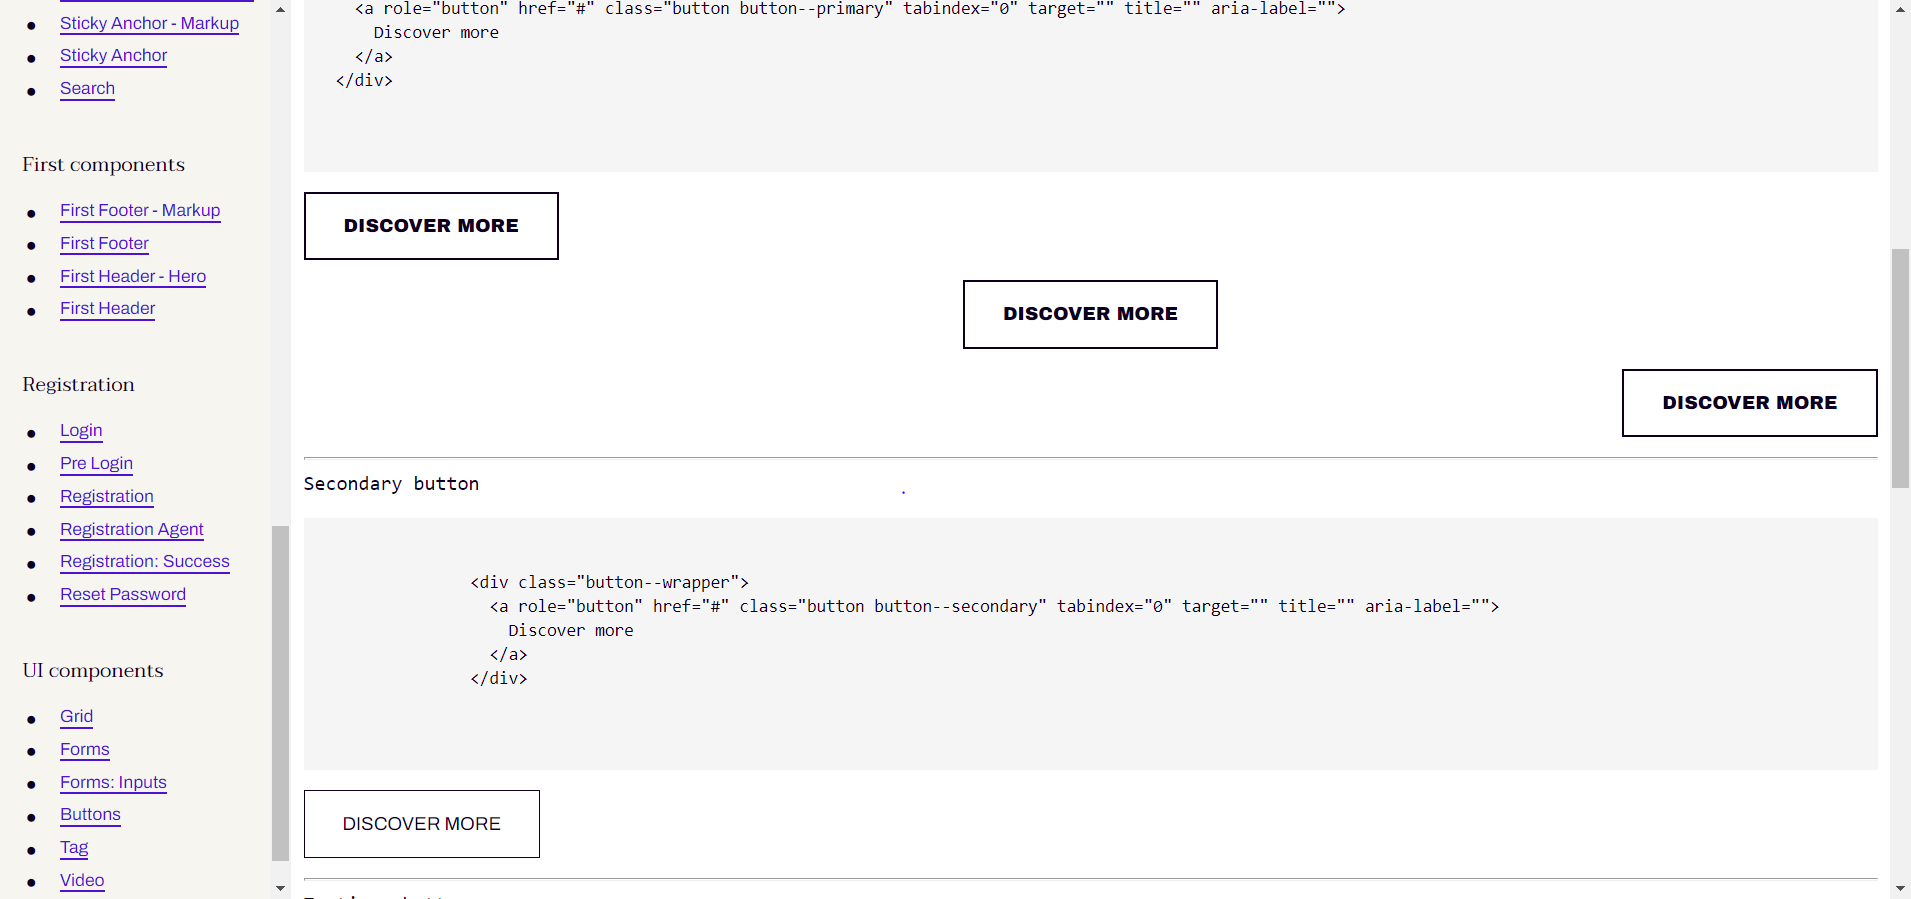 Sticky Anchor - Markup
Sticky Anchor
Search
First components
First Footer - Markup
First Footer
First Header - Hero
First Header
Registration
Login
Pre Login
Registration
Registration Agent
Registration: Success
Reset Password
UI components
Grid
Forms
Forms: Inputs
Buttons
Tag
Video
<a role="button" href="#" class="button button--primary" tabindex="0" target="" title="" aria-label="">
Discover more
</a>
</div>
DISCOVER MORE
DISCOVER MORE
DISCOVER MORE
Secondary button
<div class="button--wrapper">
<a role="button" href="#" class="button button--secondary" tabindex="0" target="" title="" aria-label="">
Discover more
</a>
</div>
DISCOVER MORE